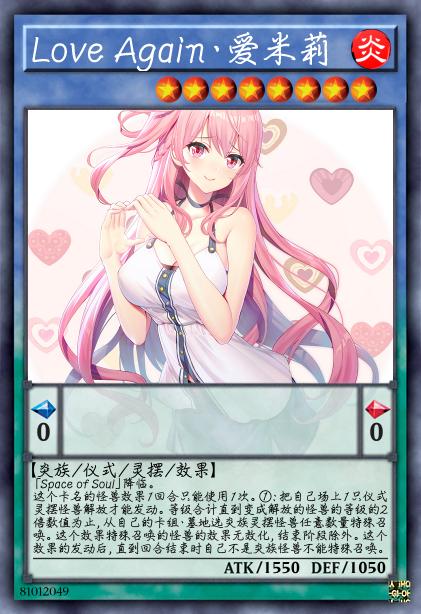 Love Again·爱米莉
炎
0
0
【炎族/仪式/灵摆/效果】
「Space of Soul」降临。
这个卡名的怪兽效果1回合只能使用1次。①：把自己场上1只仪式
灵摆怪兽解放才能发动。等级合计直到变成解放的怪兽的等级的2
倍数值为止，从自己的卡组·墓地选炎族灵摆怪兽任意数量特殊召
唤。这个效果特殊召唤的怪兽的效果无效化，结束阶段除外。这个
效果的发动后，直到回合结束时自己不是炎族怪兽不能特殊召唤。
ATK/1550 DEF/1050
81012049